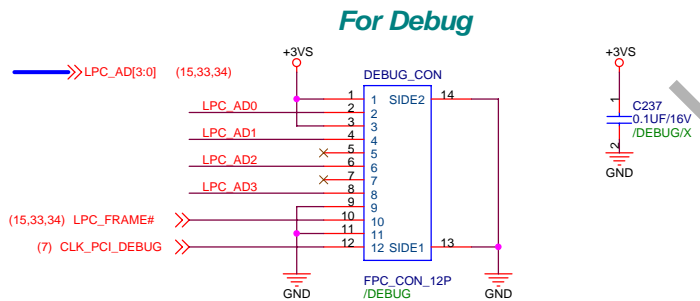 For Debug
+3VS
+3VS
LPC_AD[3:0] (15,33,34)
DEBUG_CON
1 1 SIDE2 14
LPC_AD0 2 2
3 3
LPC_AD1 4 4
5 5
LPC_AD2 6 6
7 7
LPC_AD3 8 8
9 9
(15,33,34) LPC_FRAME# 10 10
11 11
(7) CLK_PCI_DEBUG 12 12 SIDE1 13
GND
FPC_CON_12P
/DEBUG
GND
1
C237
0.1UF/16V
/DEBUG/X
2
GND